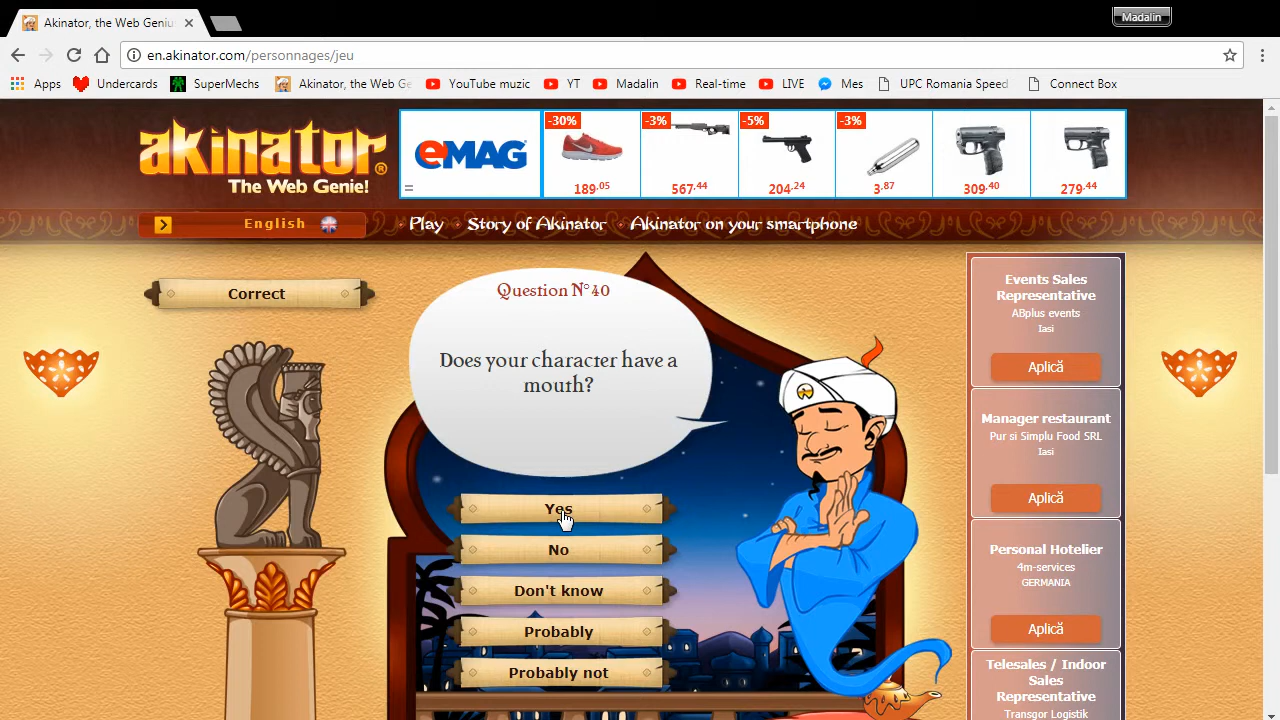 Akinator, the Web Genius
Madalin
en.akinator.com/personnages/jeu
Apps
Undercards
SuperMechs
Akinator, the Web Ge
YouTube muzic
YT
Madalin
Real-time
LIVE
Mes
UPC Romania Speed
Connect Box
akinator®
The Web Genie!
eMAG
-30%
189.05
-3%
567.44
-5%
204.24
-3%
3.87
309.40
279.44
English
Play
Story of Akinator
Akinator on your smartphone
Correct
Question N°40
Does your character have a
mouth?
Yes
No
Don't know
Probably
Probably not
Events Sales
Representative
ABplus events
Iasi
Aplică
Manager restaurant
Pur si Simplu Food SRL
Iasi
Aplică
Personal Hotelier
4m-services
GERMANIA
Aplică
Telesales / Indoor
Sales
Representative
Transgor Logistik